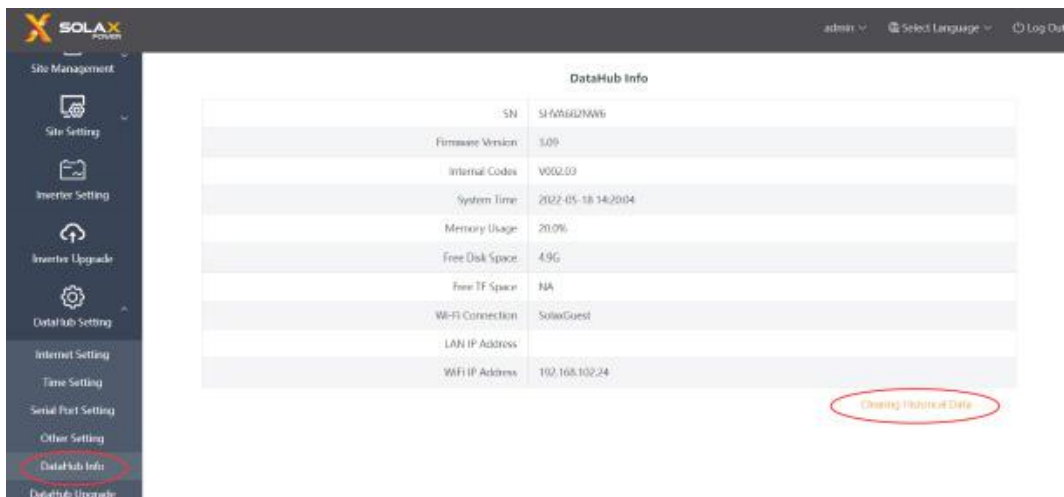 SOLAX
POWER
admin
Select Language
Log Out
Site Management
Site Setting
Inverter Setting
Inverter Upgrade
DataHub Setting
Internet Setting
Time Setting
Serial Port Setting
Other Setting
DataHub Info
DataHub Upgrade
DataHub Info
SN
Firmware Version 3.09
Internal Codes V002.03
System Time 2022-05-18 14:20:04
Memory Usage 20.0%
Free Disk Space 4.9G
Free TF Space NA
Wi-Fi Connection SolaxGuest
LAN IP Address
WiFi IP Address 192.168.102.24
Clearing Historical Data